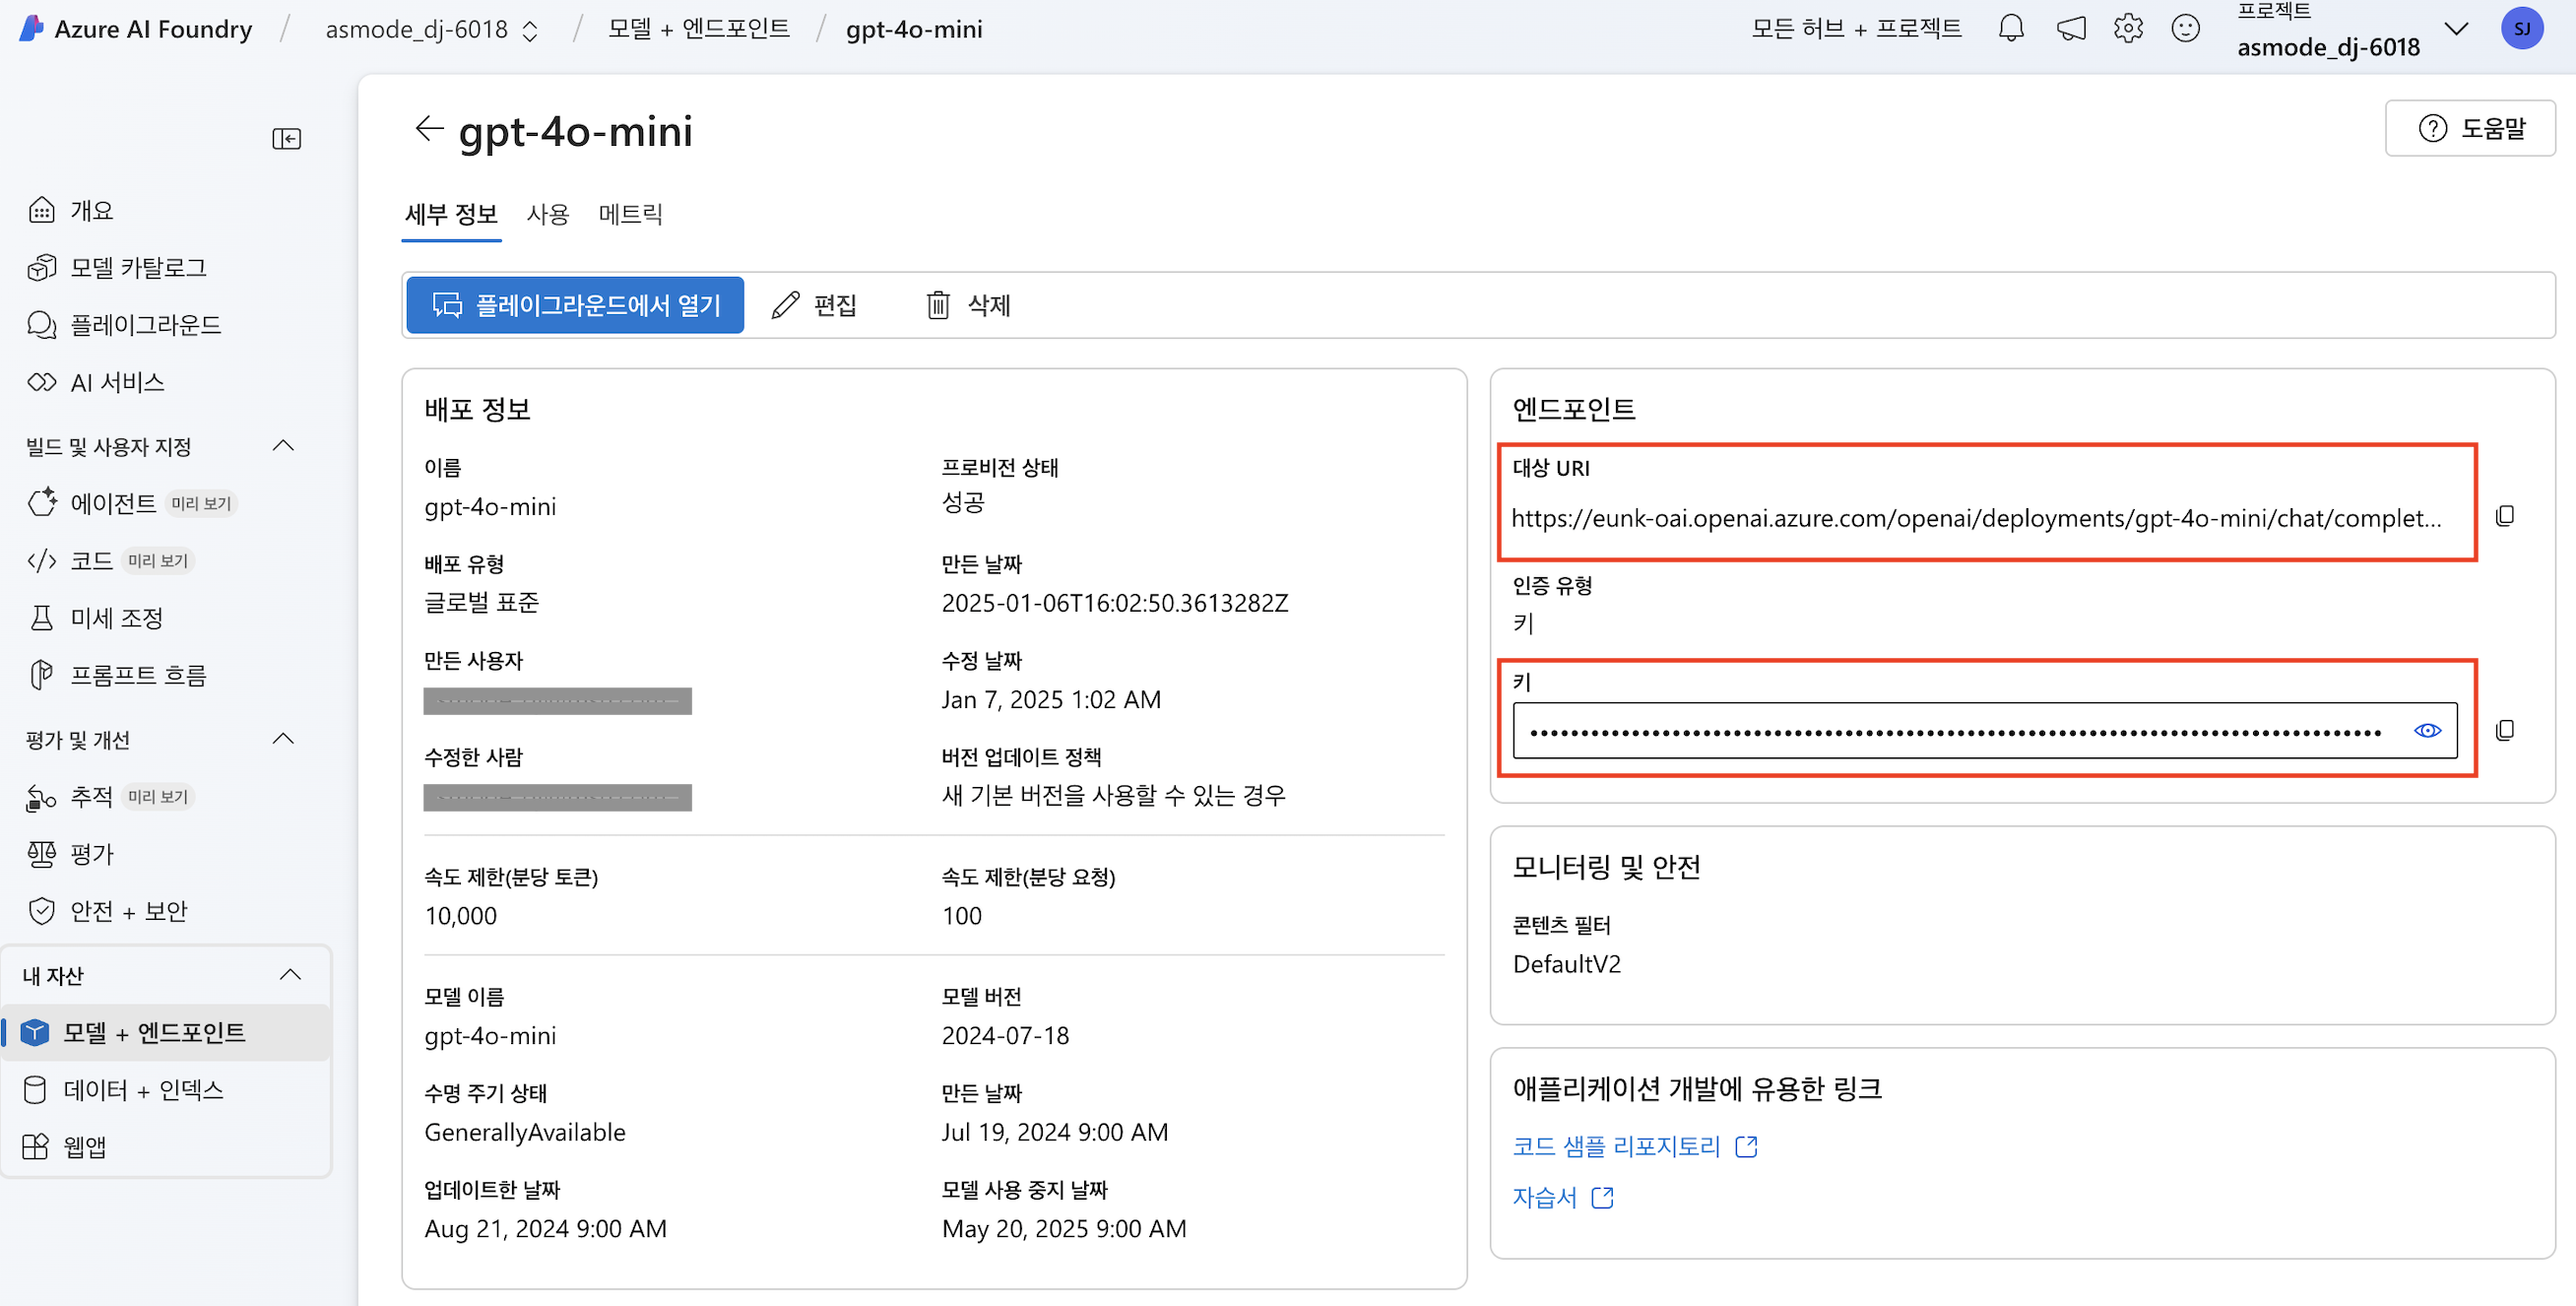 Azure AI Foundry / asmode_dj-6018 / 모델 + 엔드포인트 / gpt-4o-mini
모든 허브 + 프로젝트
프로젝트
asmode_dj-6018
SJ
개요
모델 카탈로그
플레이그라운드
AI 서비스
빌드 및 사용자 지정
에이전트 미리 보기
코드 미리 보기
미세 조정
프롬프트 흐름
평가 및 개선
추적 미리 보기
평가
안전 + 보안
내 자산
모델 + 엔드포인트
데이터 + 인덱스
웹앱
gpt-4o-mini
도움말
세부 정보 사용 메트릭
플레이그라운드에서 열기 편집 삭제
배포 정보
이름
gpt-4o-mini
프로비전 상태
성공
배포 유형
글로벌 표준
만든 날짜
2025-01-06T16:02:50.3613282Z
만든 사용자
수정 날짜
Jan 7, 2025 1:02 AM
수정한 사람
버전 업데이트 정책
새 기본 버전을 사용할 수 있는 경우
속도 제한(분당 토큰)
10,000
속도 제한(분당 요청)
100
모델 이름
gpt-4o-mini
모델 버전
2024-07-18
수명 주기 상태
GenerallyAvailable
만든 날짜
Jul 19, 2024 9:00 AM
업데이트한 날짜
Aug 21, 2024 9:00 AM
모델 사용 중지 날짜
May 20, 2025 9:00 AM
엔드포인트
대상 URI
https://eunk-oai.openai.azure.com/openai/deployments/gpt-4o-mini/chat/complet...
인증 유형
키
키
모니터링 및 안전
콘텐츠 필터
DefaultV2
애플리케이션 개발에 유용한 링크
코드 샘플 리포지토리
자습서